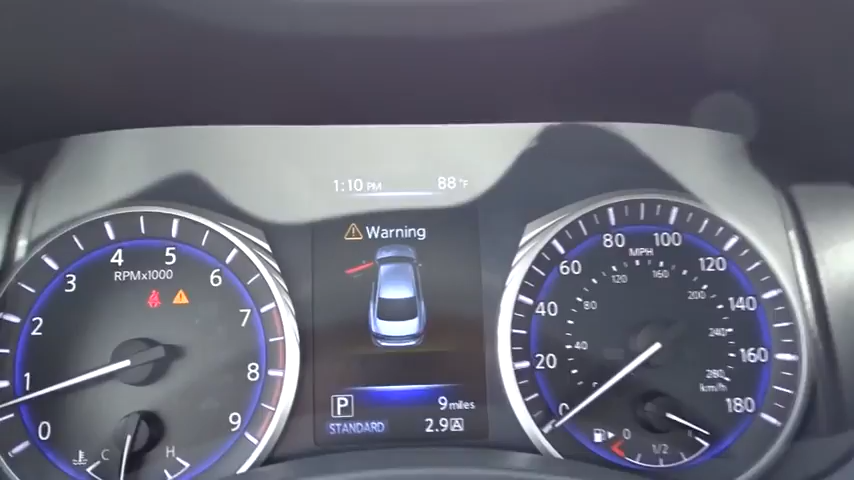 1:10 PM 88°F
Warning
RPMx1000
0 1 2 3 4 5 6 7 8 9
C H
P
STANDARD
9 miles
2.9 A
MPH
0 20 40 60 80 100 120 140 160 180
40 80 120 160 200 240 280
km/h
0 1/2 1